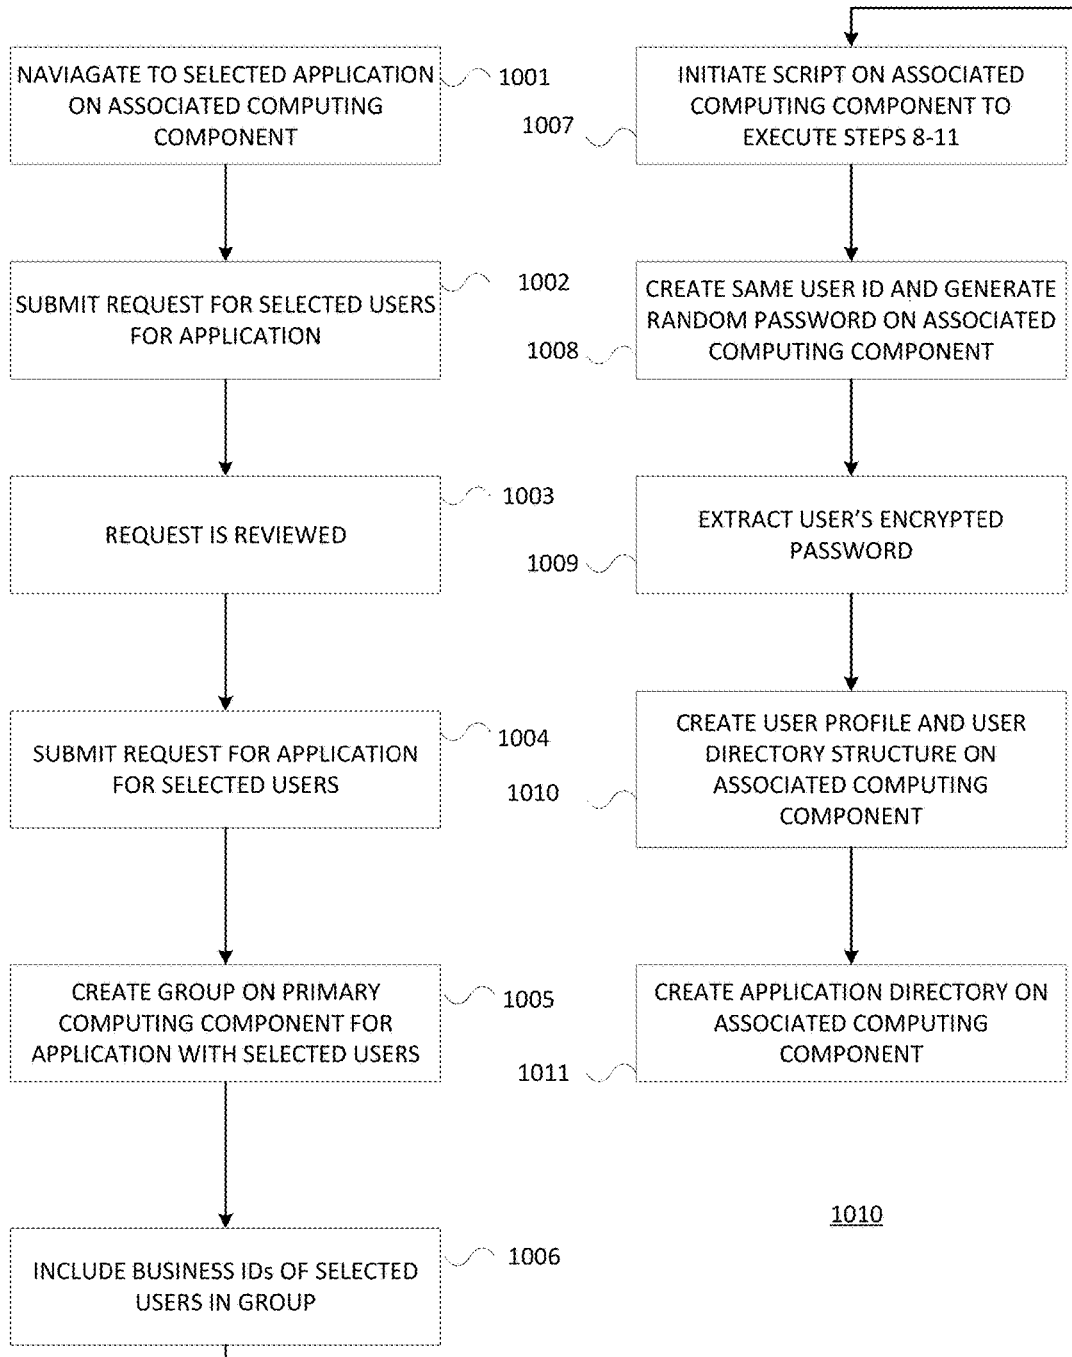 NAVIAGATE TO SELECTED APPLICATION
ON ASSOCIATED COMPUTING
COMPONENT
1001
SUBMIT REQUEST FOR SELECTED USERS
FOR APPLICATION
1002
REQUEST IS REVIEWED
1003
SUBMIT REQUEST FOR APPLICATION
FOR SELECTED USERS
1004
CREATE GROUP ON PRIMARY
COMPUTING COMPONENT FOR
APPLICATION WITH SELECTED USERS
1005
INCLUDE BUSINESS IDs OF SELECTED
USERS IN GROUP
1006
INITIATE SCRIPT ON ASSOCIATED
COMPUTING COMPONENT TO
EXECUTE STEPS 8-11
1007
CREATE SAME USER ID AND GENERATE
RANDOM PASSWORD ON ASSOCIATED
COMPUTING COMPONENT
1008
EXTRACT USER'S ENCRYPTED
PASSWORD
1009
CREATE USER PROFILE AND USER
DIRECTORY STRUCTURE ON
ASSOCIATED COMPUTING
COMPONENT
1010
CREATE APPLICATION DIRECTORY ON
ASSOCIATED COMPUTING
COMPONENT
1011
1010